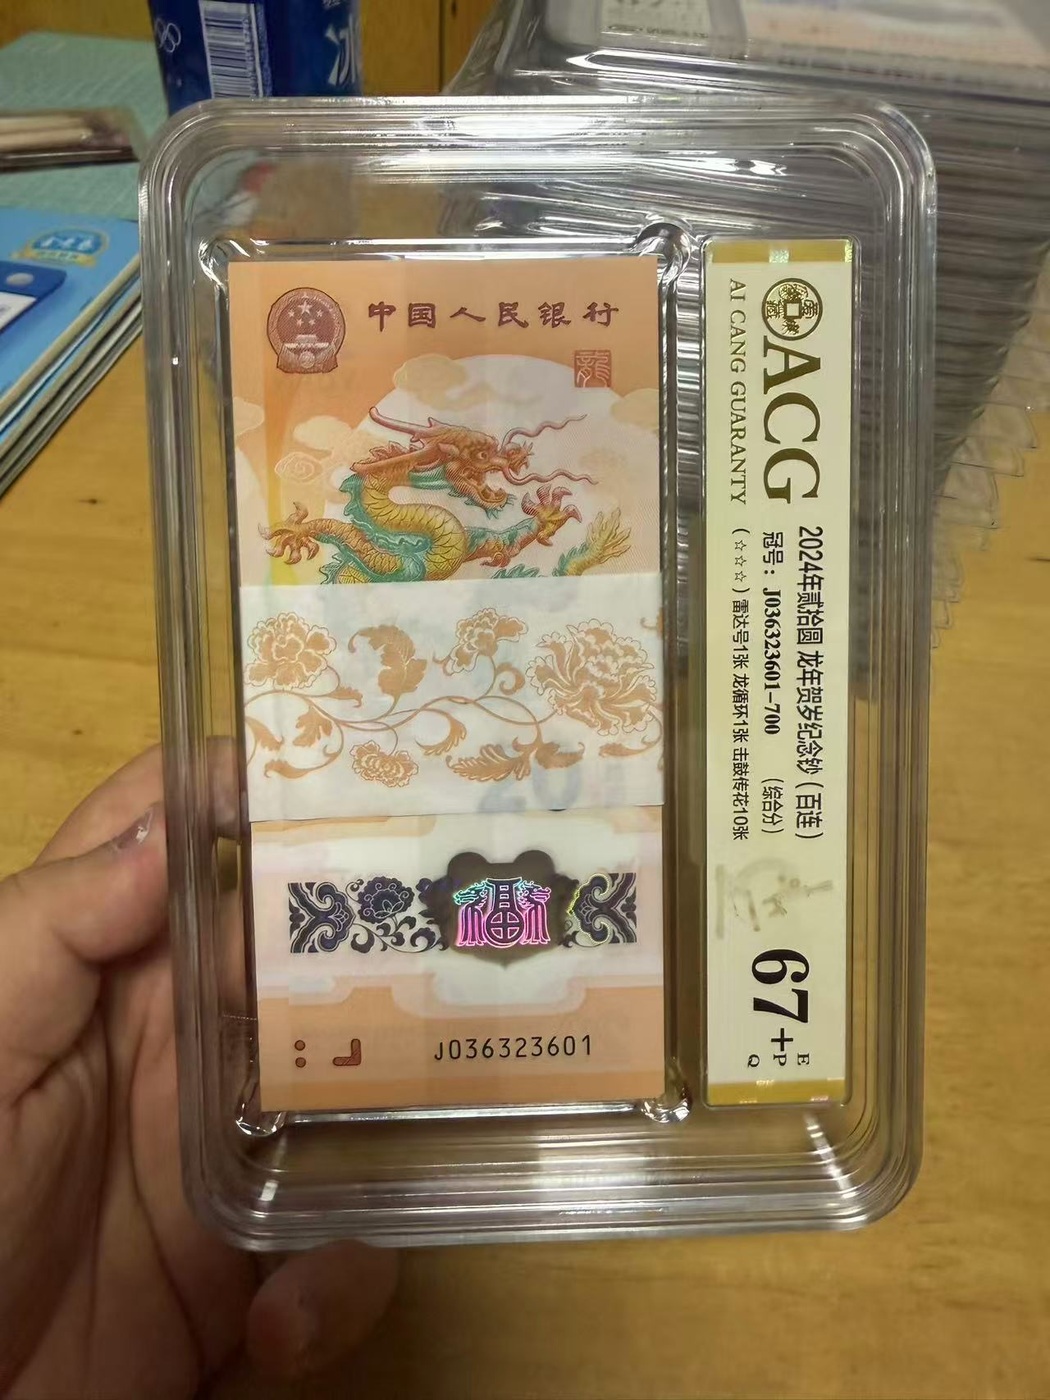 中国人民银行
龍
福
J036323601
ACG
AI CANG GUARANTY
2024年贰拾圆 龙年贺岁纪念钞（百连）
冠号：J036323601-700 （综合分）
（☆☆☆）雷达号1张 龙循环1张 击鼓传花10张
67+
E
P
Q